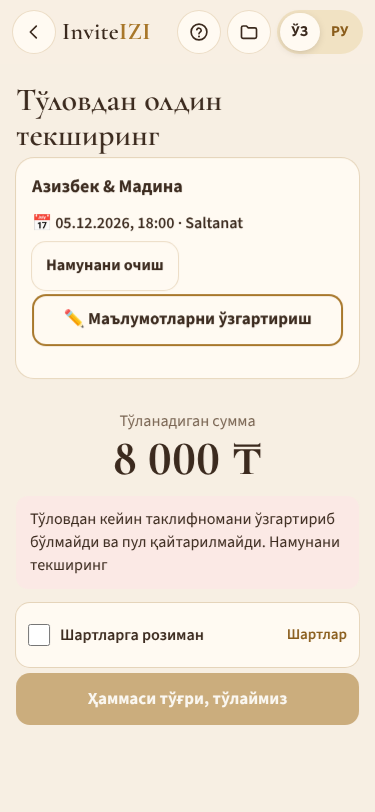 InviteIZI
ЎЗ
РУ
Тўловдан олдин
текширинг
Азизбек & Мадина
📅 05.12.2026, 18:00 · Saltanat
Намунани очиш
✏️ Маълумотларни ўзгартириш
Тўланадиган сумма
8 000 ₸
Тўловдан кейин таклифномани ўзгартириб
бўлмайди ва пул қайтарилмайди. Намунани
текширинг
Шартларга розиман
Шартлар
Ҳаммаси тўғри, тўлаймиз